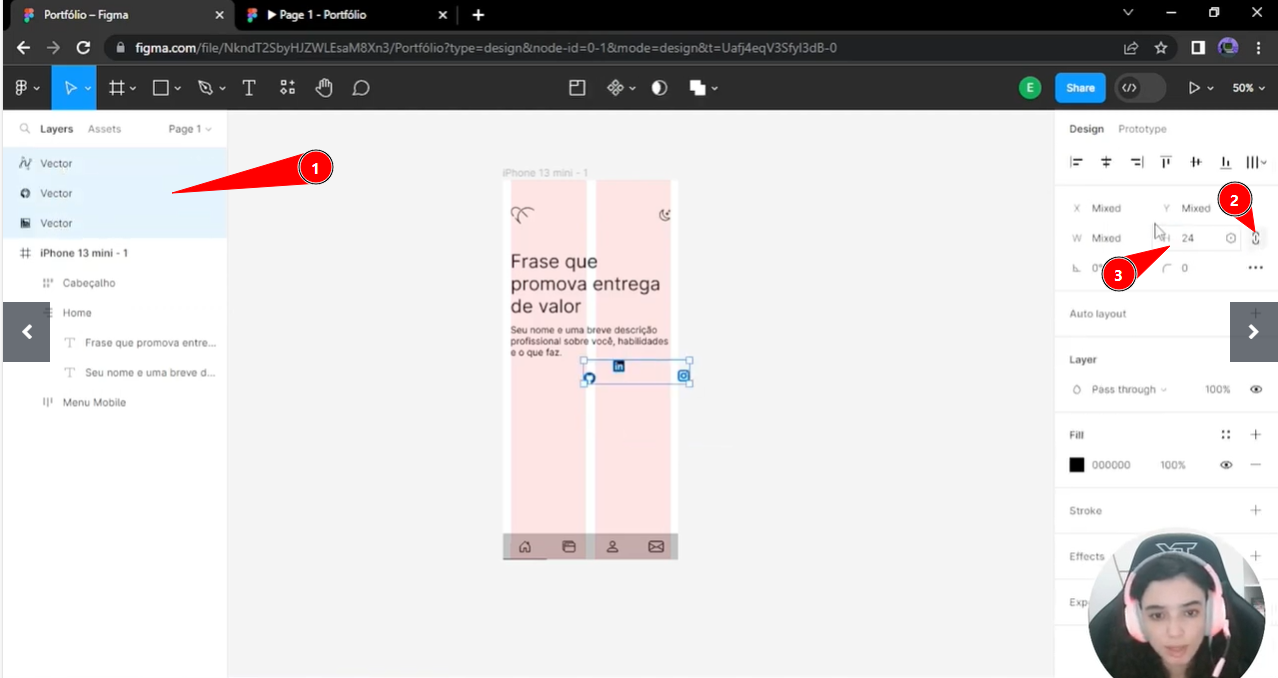 Portfólio – Figma
Page 1 - Portfólio
figma.com/file/NkndT2SbyHJZWLEsaM8Xn3/Portfólio?type=design&node-id=0-1&mode=design&t=Uafj4eqV3SfyI3dB-0
E
Share
50%
Layers
Assets
Page 1
Design
Prototype
Vector
Vector
Vector
iPhone 13 mini - 1
Cabeçalho
Home
Frase que promova entre...
Seu nome e uma breve d...
Menu Mobile
1
iPhone 13 mini - 1
Frase que
promova entrega
de valor
Seu nome e uma breve descrição
profissional sobre você, habilidades
e o que faz.
in
X Mixed
Y Mixed
2
W Mixed
H 24
3
0°
0
Auto layout
Layer
Pass through
100%
Fill
000000
100%
Stroke
Effects
Exp